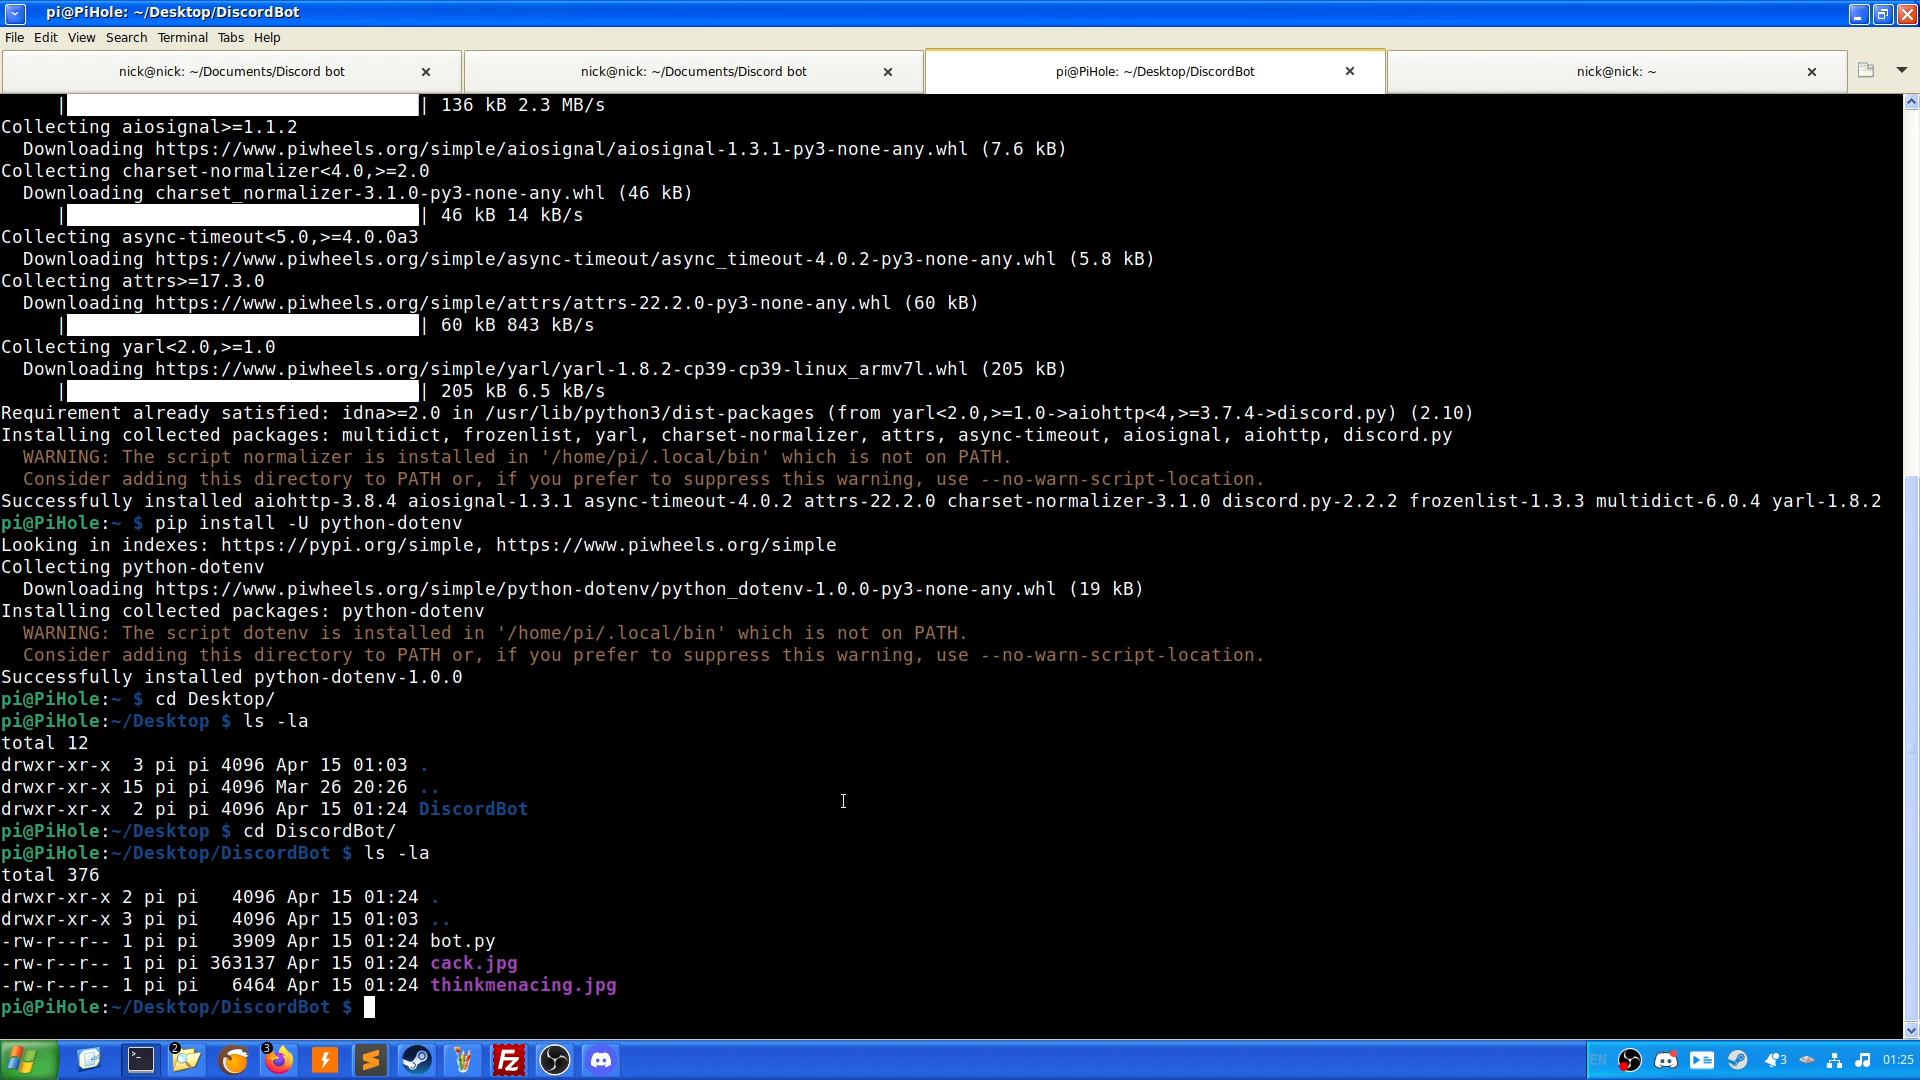 pi@PiHole: ~/Desktop/DiscordBot
File Edit View Search Terminal Tabs Help
nick@nick: ~/Documents/Discord bot
nick@nick: ~/Documents/Discord bot
pi@PiHole: ~/Desktop/DiscordBot
nick@nick: ~
| | 136 kB 2.3 MB/s
Collecting aiosignal>=1.1.2
Downloading https://www.piwheels.org/simple/aiosignal/aiosignal-1.3.1-py3-none-any.whl (7.6 kB)
Collecting charset-normalizer<4.0,>=2.0
Downloading charset_normalizer-3.1.0-py3-none-any.whl (46 kB)
| | 46 kB 14 kB/s
Collecting async-timeout<5.0,>=4.0.0a3
Downloading https://www.piwheels.org/simple/async-timeout/async_timeout-4.0.2-py3-none-any.whl (5.8 kB)
Collecting attrs>=17.3.0
Downloading https://www.piwheels.org/simple/attrs/attrs-22.2.0-py3-none-any.whl (60 kB)
| | 60 kB 843 kB/s
Collecting yarl<2.0,>=1.0
Downloading https://www.piwheels.org/simple/yarl/yarl-1.8.2-cp39-cp39-linux_armv7l.whl (205 kB)
| | 205 kB 6.5 kB/s
Requirement already satisfied: idna>=2.0 in /usr/lib/python3/dist-packages (from yarl<2.0,>=1.0->aiohttp<4,>=3.7.4->discord.py) (2.10)
Installing collected packages: multidict, frozenlist, yarl, charset-normalizer, attrs, async-timeout, aiosignal, aiohttp, discord.py
WARNING: The script normalizer is installed in '/home/pi/.local/bin' which is not on PATH.
Consider adding this directory to PATH or, if you prefer to suppress this warning, use --no-warn-script-location.
Successfully installed aiohttp-3.8.4 aiosignal-1.3.1 async-timeout-4.0.2 attrs-22.2.0 charset-normalizer-3.1.0 discord.py-2.2.2 frozenlist-1.3.3 multidict-6.0.4 yarl-1.8.2
pi@PiHole:~ $ pip install -U python-dotenv
Looking in indexes: https://pypi.org/simple, https://www.piwheels.org/simple
Collecting python-dotenv
Downloading https://www.piwheels.org/simple/python-dotenv/python_dotenv-1.0.0-py3-none-any.whl (19 kB)
Installing collected packages: python-dotenv
WARNING: The script dotenv is installed in '/home/pi/.local/bin' which is not on PATH.
Consider adding this directory to PATH or, if you prefer to suppress this warning, use --no-warn-script-location.
Successfully installed python-dotenv-1.0.0
pi@PiHole:~ $ cd Desktop/
pi@PiHole:~/Desktop $ ls -la
total 12
drwxr-xr-x 3 pi pi 4096 Apr 15 01:03 .
drwxr-xr-x 15 pi pi 4096 Mar 26 20:26 ..
drwxr-xr-x 2 pi pi 4096 Apr 15 01:24 DiscordBot
pi@PiHole:~/Desktop $ cd DiscordBot/
pi@PiHole:~/Desktop/DiscordBot $ ls -la
total 376
drwxr-xr-x 2 pi pi 4096 Apr 15 01:24 .
drwxr-xr-x 3 pi pi 4096 Apr 15 01:03 ..
-rw-r--r-- 1 pi pi 3909 Apr 15 01:24 bot.py
-rw-r--r-- 1 pi pi 363137 Apr 15 01:24 cack.jpg
-rw-r--r-- 1 pi pi 6464 Apr 15 01:24 thinkmenacing.jpg
pi@PiHole:~/Desktop/DiscordBot $
2 3 Fz EN 3 01:25